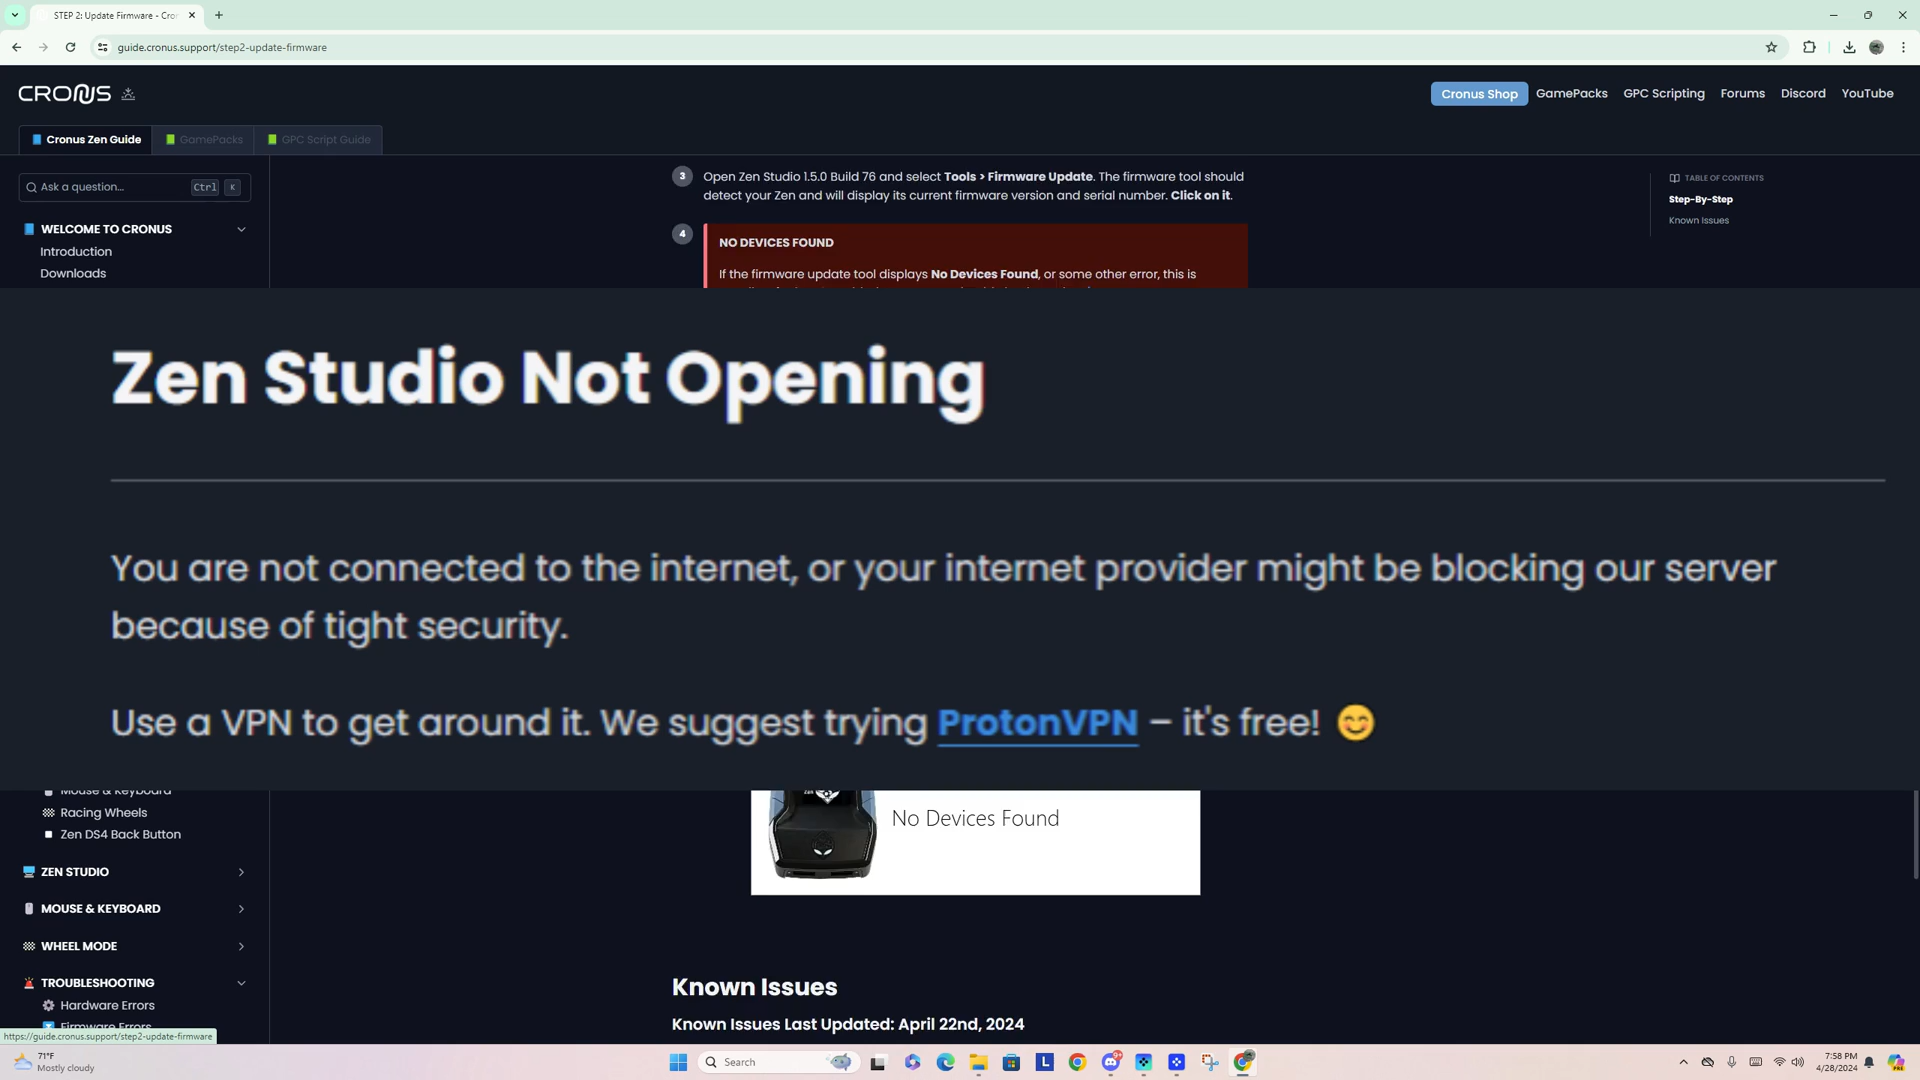 STEP 2: Update Firmware - Cro
guide.cronus.support/step2-update-firmware
CRONUS
Cronus Shop
GamePacks
GPC Scripting
Forums
Discord
YouTube
Cronus Zen Guide
GamePacks
GPC Script Guide
Ask a question...
Ctrl
K
WELCOME TO CRONUS
Introduction
Downloads
3
Open Zen Studio 1.5.0 Build 76 and select Tools > Firmware Update. The firmware tool should
detect your Zen and will display its current firmware version and serial number. Click on it.
4
NO DEVICES FOUND
If the firmware update tool displays No Devices Found, or some other error, this is
TABLE OF CONTENTS
Step-By-Step
Known Issues
Zen Studio Not Opening
You are not connected to the internet, or your internet provider might be blocking our server
because of tight security.
Use a VPN to get around it. We suggest trying ProtonVPN – it's free! 😊
Mouse & Keyboard
Racing Wheels
Zen DS4 Back Button
ZEN STUDIO
MOUSE & KEYBOARD
WHEEL MODE
TROUBLESHOOTING
Hardware Errors
Firmware Errors
No Devices Found
Known Issues
Known Issues Last Updated: April 22nd, 2024
https://guide.cronus.support/step2-update-firmware
71°F
Mostly cloudy
Search
L
7:58 PM
4/28/2024